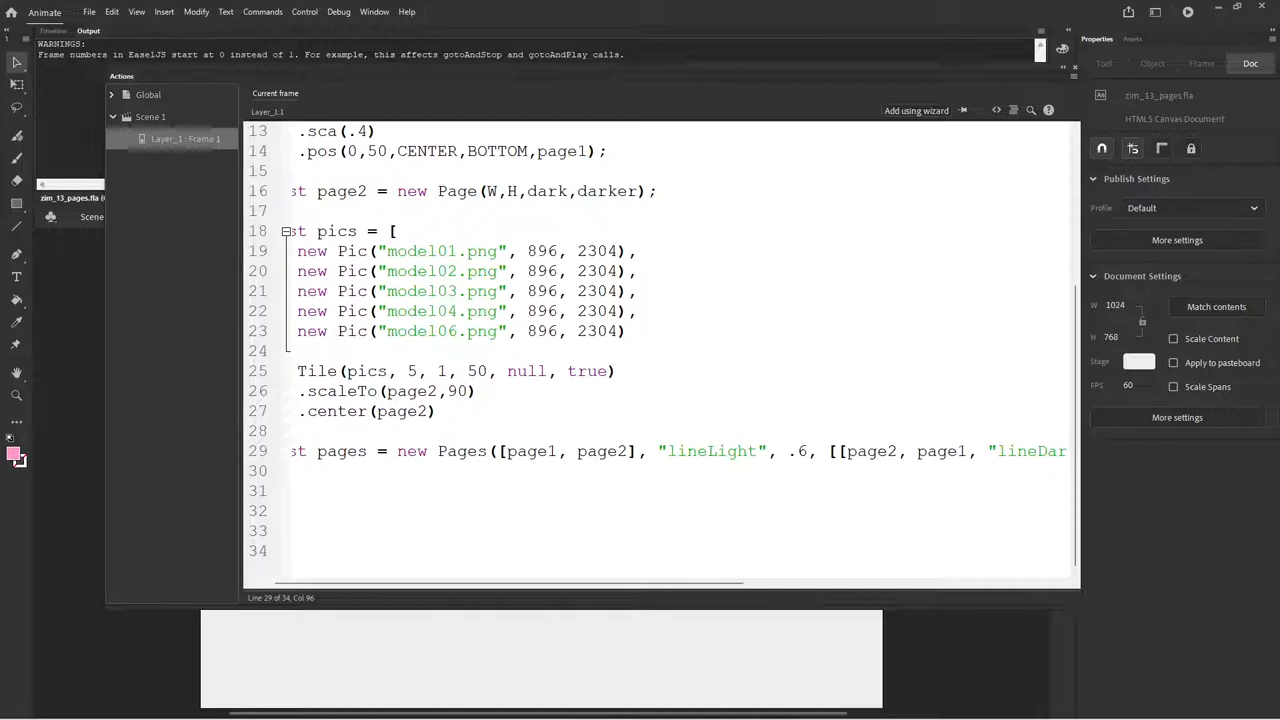 Animate File Edit View Insert Modify Text Commands Control Debug Window Help
Timeline Output
WARNINGS:
Frame numbers in EaselJS start at 0 instead of 1. For example, this affects gotoAndStop and gotoAndPlay calls.
Actions
Global
Scene 1
Layer_1 : Frame 1
Current frame
Layer_1:1
Add using wizard
13 .sca(.4)
14 .pos(0,50,CENTER,BOTTOM,page1);
15
16 st page2 = new Page(W,H,dark,darker);
17
18 st pics = [
19 new Pic("model01.png", 896, 2304),
20 new Pic("model02.png", 896, 2304),
21 new Pic("model03.png", 896, 2304),
22 new Pic("model04.png", 896, 2304),
23 new Pic("model06.png", 896, 2304)
24
25 Tile(pics, 5, 1, 50, null, true)
26 .scaleTo(page2,90)
27 .center(page2)
28
29 st pages = new Pages([page1, page2], "lineLight", .6, [[page2, page1, "lineDar
30
31
32
33
34
Line 29 of 34, Col 96
zim_13_pages.fla (
Scene
Properties Assets
Tool Object Frame Doc
An zim_13_pages.fla
HTML5 Canvas Document
Publish Settings
Profile Default
More settings
Document Settings
W 1024 Match contents
H 768 Scale Content
Stage Apply to pasteboard
FPS 60 Scale Spans
More settings